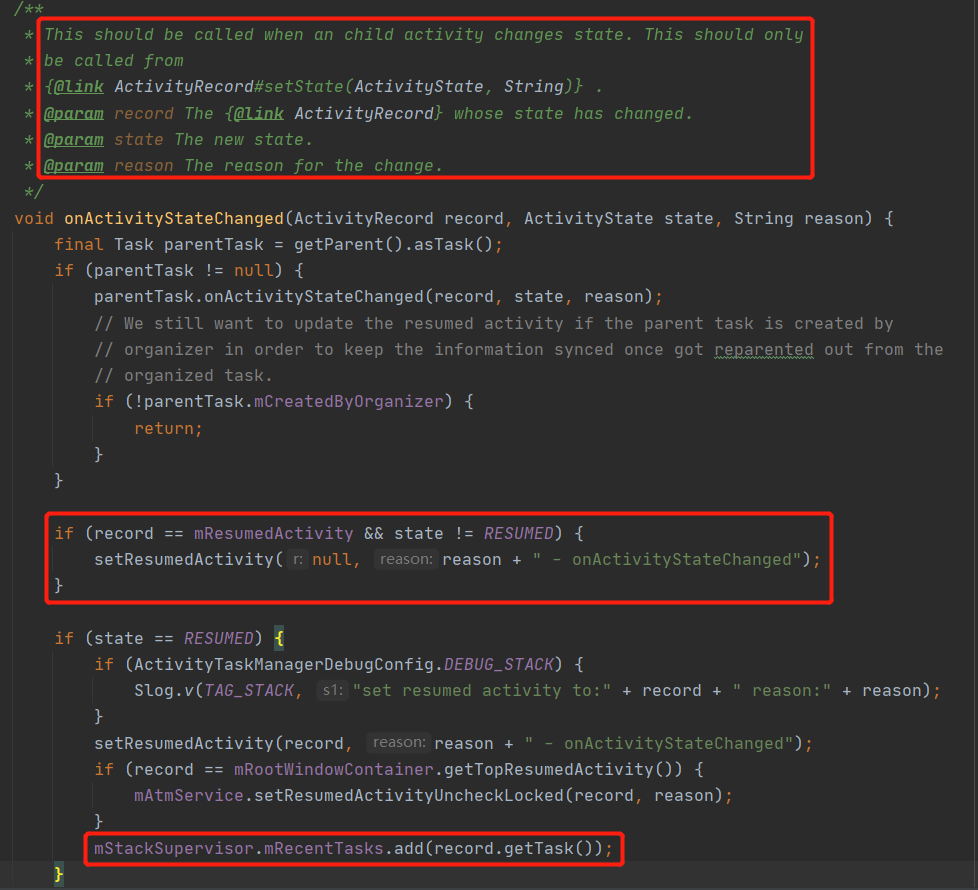 /**
* This should be called when an child activity changes state. This should only
* be called from
* {@link ActivityRecord#setState(ActivityState, String)} .
* @param record The {@link ActivityRecord} whose state has changed.
* @param state The new state.
* @param reason The reason for the change.
*/
void onActivityStateChanged(ActivityRecord record, ActivityState state, String reason) {
final Task parentTask = getParent().asTask();
if (parentTask != null) {
parentTask.onActivityStateChanged(record, state, reason);
// We still want to update the resumed activity if the parent task is created by
// organizer in order to keep the information synced once got reparented out from the
// organized task.
if (!parentTask.mCreatedByOrganizer) {
return;
}
}
if (record == mResumedActivity && state != RESUMED) {
setResumedActivity( r: null, reason: reason + " - onActivityStateChanged");
}
if (state == RESUMED) {
if (ActivityTaskManagerDebugConfig.DEBUG_STACK) {
Slog.v(TAG_STACK, s1: "set resumed activity to:" + record + " reason:" + reason);
}
setResumedActivity(record, reason: reason + " - onActivityStateChanged");
if (record == mRootWindowContainer.getTopResumedActivity()) {
mAtmService.setResumedActivityUncheckLocked(record, reason);
}
mStackSupervisor.mRecentTasks.add(record.getTask());
}